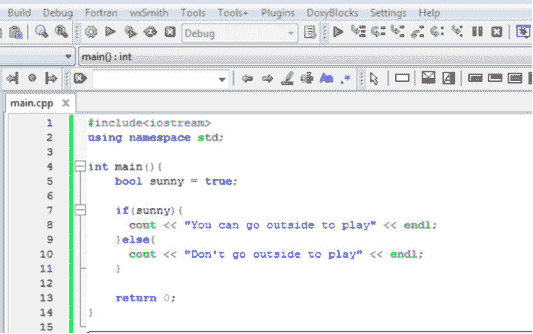 Build Debug Fortran wxSmith Tools Tools+ Plugins DoxyBlocks Settings Help
Debug
main() : int
Aa .*
main.cpp X
1 #include<iostream>
2 using namespace std;
3
4 int main(){
5 bool sunny = true;
6
7 if(sunny){
8 cout << "You can go outside to play" << endl;
9 }else{
10 cout << "Don't go outside to play" << endl;
11 }
12
13 return 0;
14 }
15